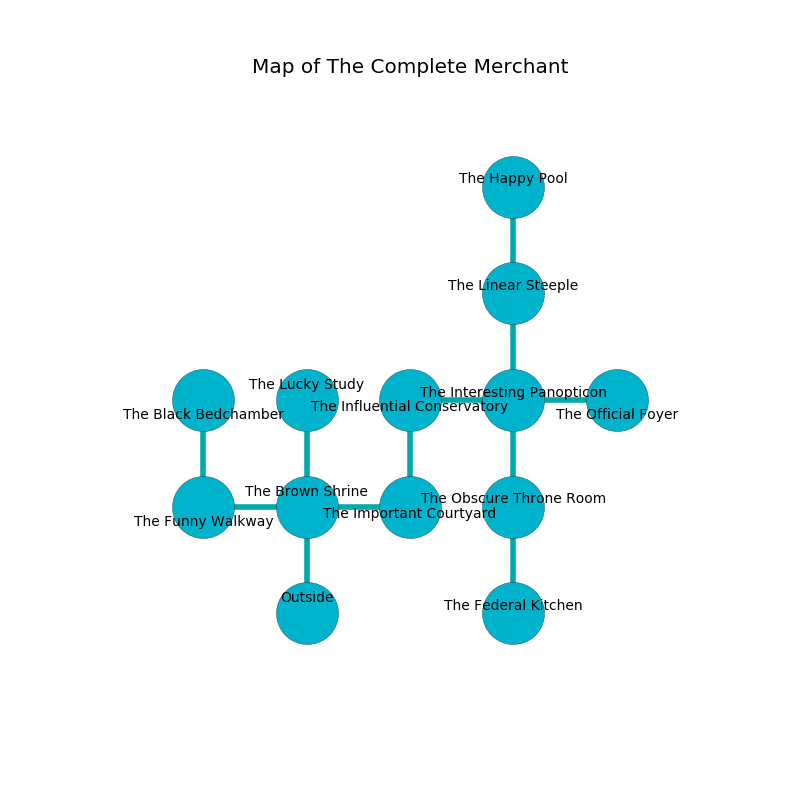 Map of The Complete Merchant
The Happy Pool
The Linear Steeple
The Lucky Study
The Interesting Panopticon
The Influential Conservatory
The Black Bedchamber
The Official Foyer
The Brown Shrine
The Obscure Throne Room
The Important Courtyard
The Funny Walkway
Outside
The Federal Kitchen